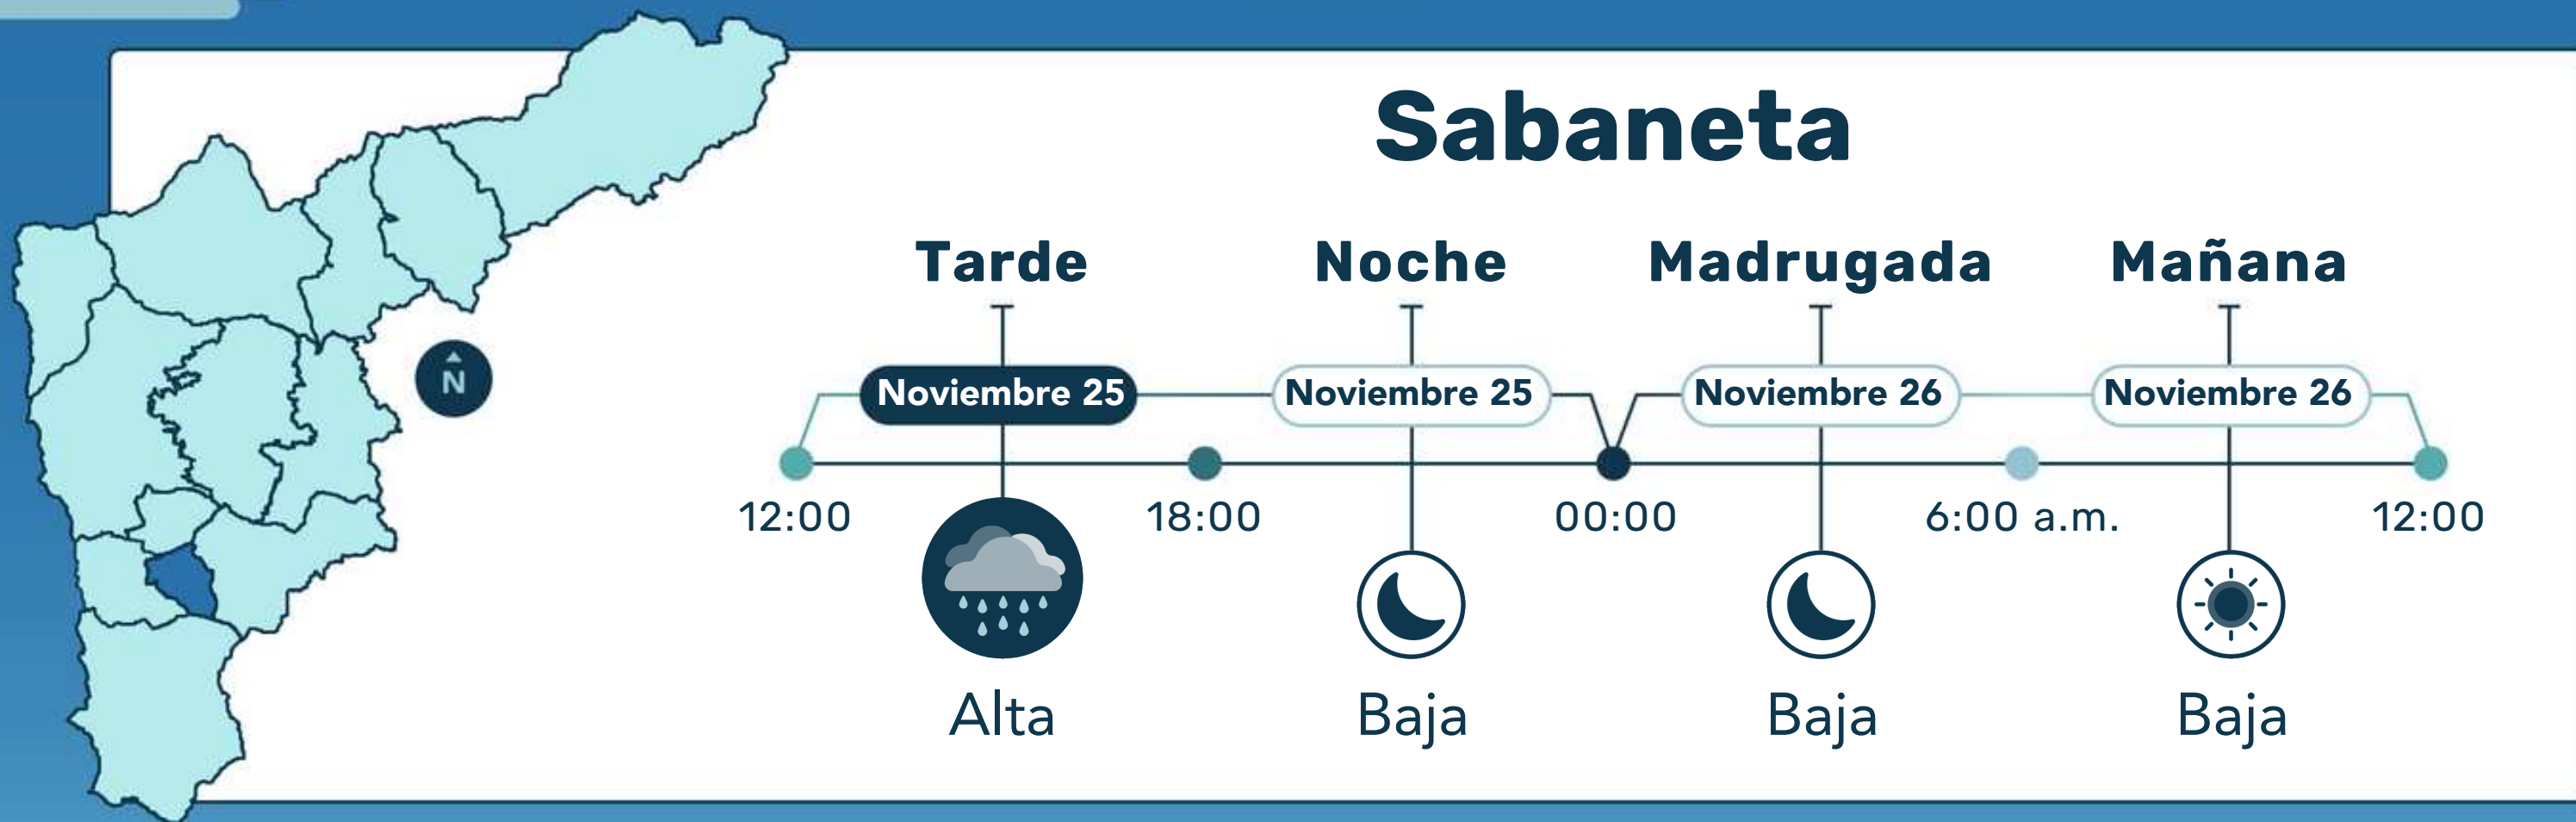 Sabaneta
Tarde Noche Madrugada Mañana
Noviembre 25 Noviembre 25 Noviembre 26 Noviembre 26
N
12:00 18:00 00:00 6:00 a.m. 12:00
Alta Baja Baja Baja